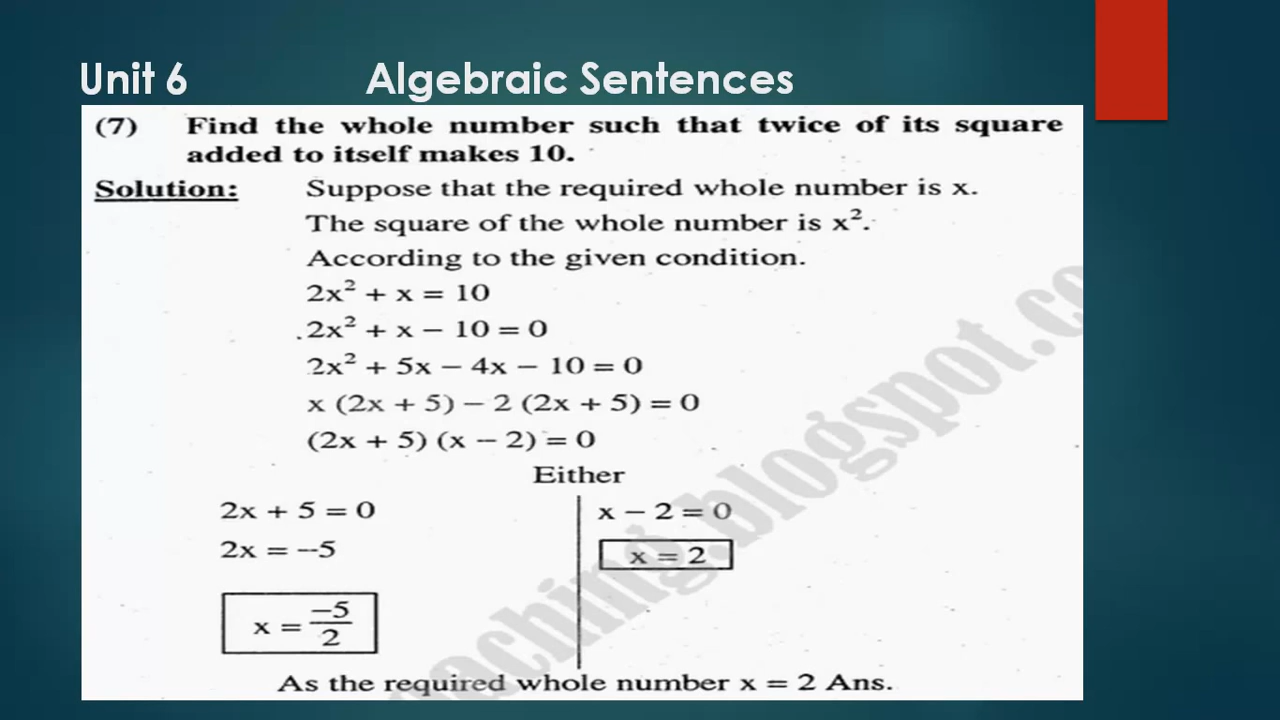 Unit 6 Algebraic Sentences
(7) Find the whole number such that twice of its square
added to itself makes 10.
Solution: Suppose that the required whole number is x.
The square of the whole number is x².
According to the given condition.
2x² + x = 10
2x² + x – 10 = 0
2x² + 5x – 4x – 10 = 0
x (2x + 5) – 2 (2x + 5) = 0
(2x + 5) (x – 2) = 0
Either
2x + 5 = 0
2x = –5
x = –5/2
x – 2 = 0
x = 2
As the required whole number x = 2 Ans.